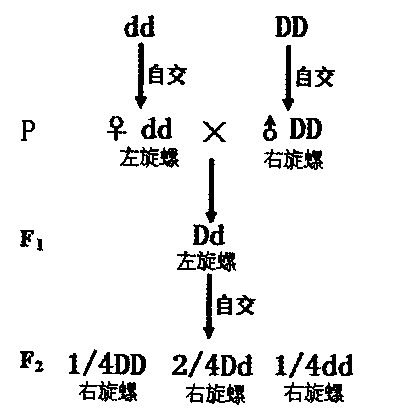 dd DD
自交 自交
P ♀ dd × ♂ DD
左旋螺 右旋螺
F₁ Dd
左旋螺
自交
F₂ 1/4DD 2/4Dd 1/4dd
右旋螺 右旋螺 右旋螺